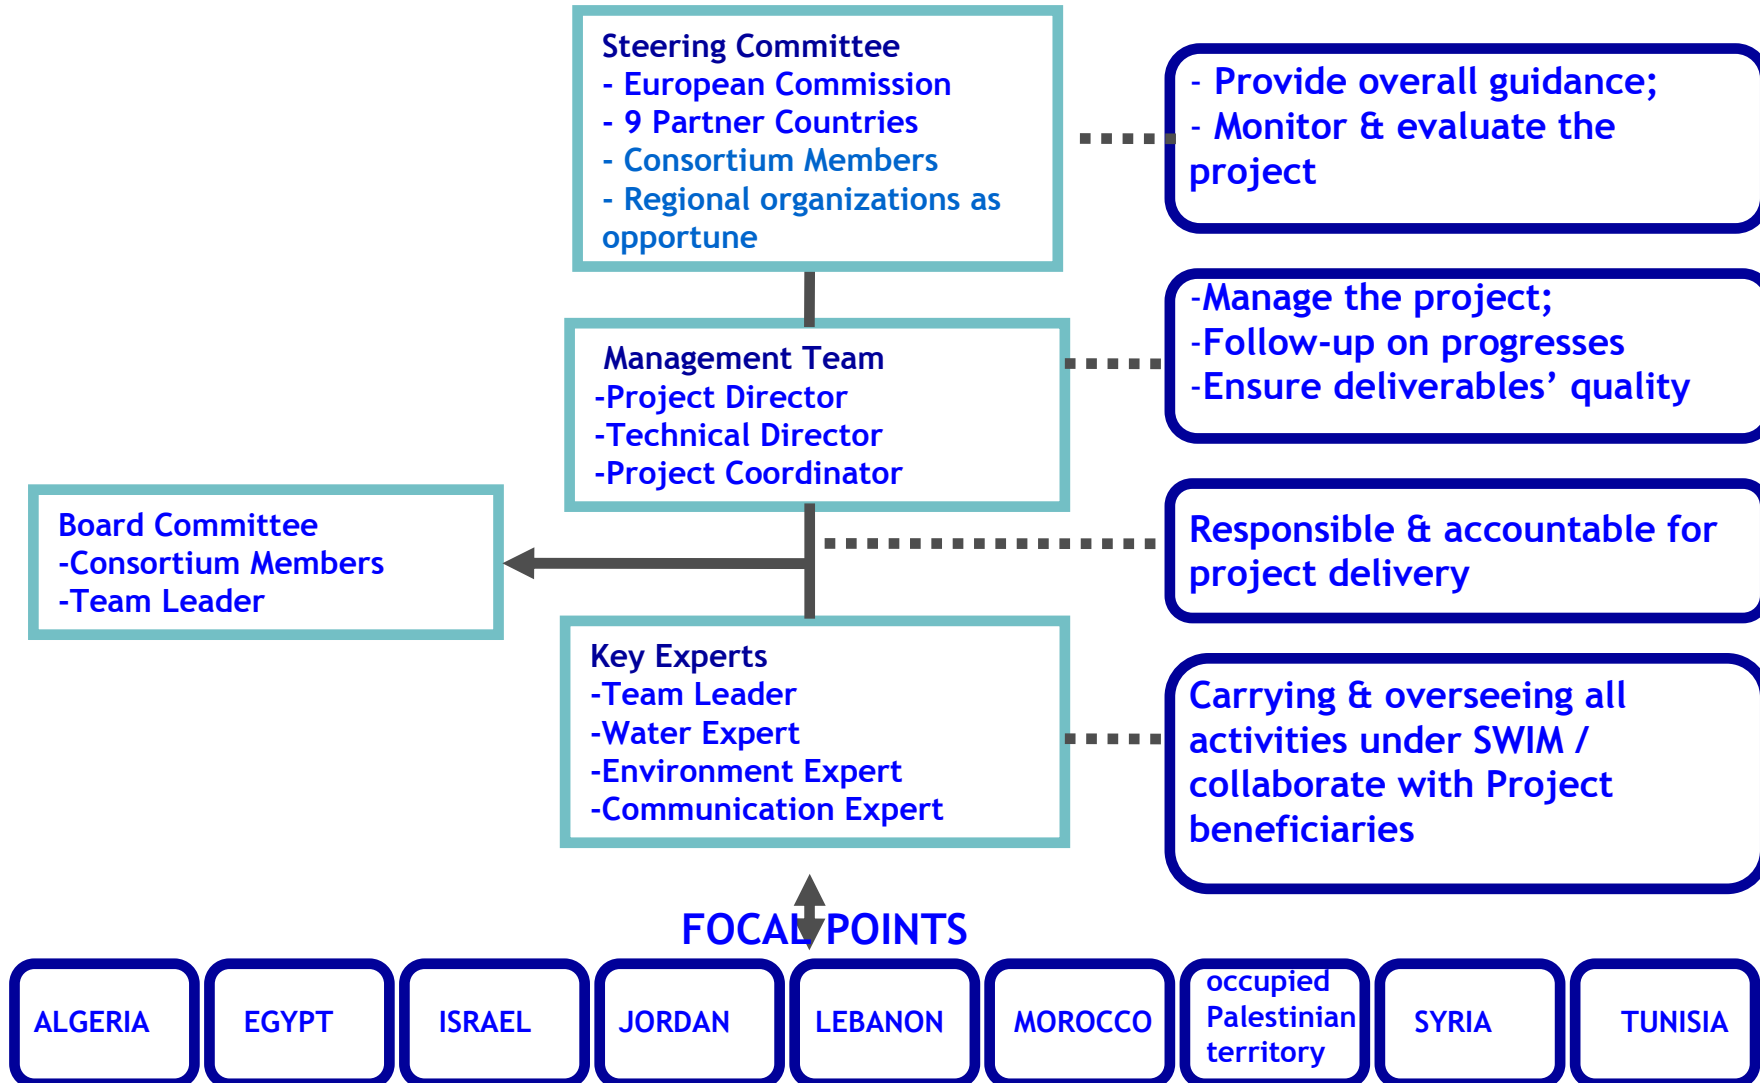 Steering Committee
- European Commission
- 9 Partner Countries
- Consortium Members
- Regional organizations as
opportune
- Provide overall guidance;
- Monitor & evaluate the
project
Management Team
-Project Director
-Technical Director
-Project Coordinator
-Manage the project;
-Follow-up on progresses
-Ensure deliverables’ quality
Board Committee
-Consortium Members
-Team Leader
Responsible & accountable for
project delivery
Key Experts
-Team Leader
-Water Expert
-Environment Expert
-Communication Expert
Carrying & overseeing all
activities under SWIM /
collaborate with Project
beneficiaries
FOCAL POINTS
ALGERIA
EGYPT
ISRAEL
JORDAN
LEBANON
MOROCCO
occupied
Palestinian
territory
SYRIA
TUNISIA